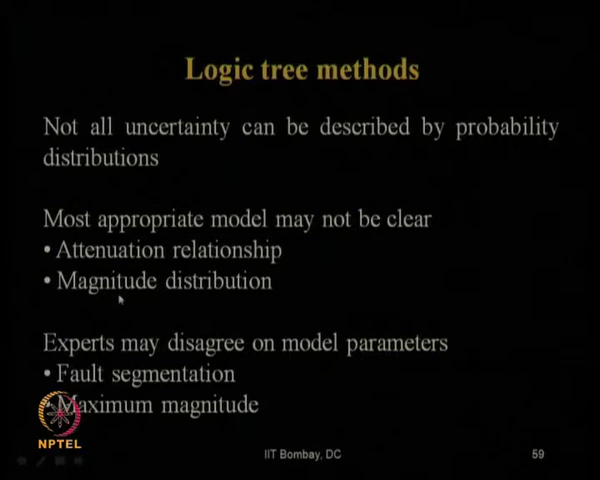 Logic tree methods
Not all uncertainty can be described by probability
distributions
Most appropriate model may not be clear
• Attenuation relationship
• Magnitude distribution
Experts may disagree on model parameters
• Fault segmentation
• Maximum magnitude
NPTEL
IIT Bombay, DC
59